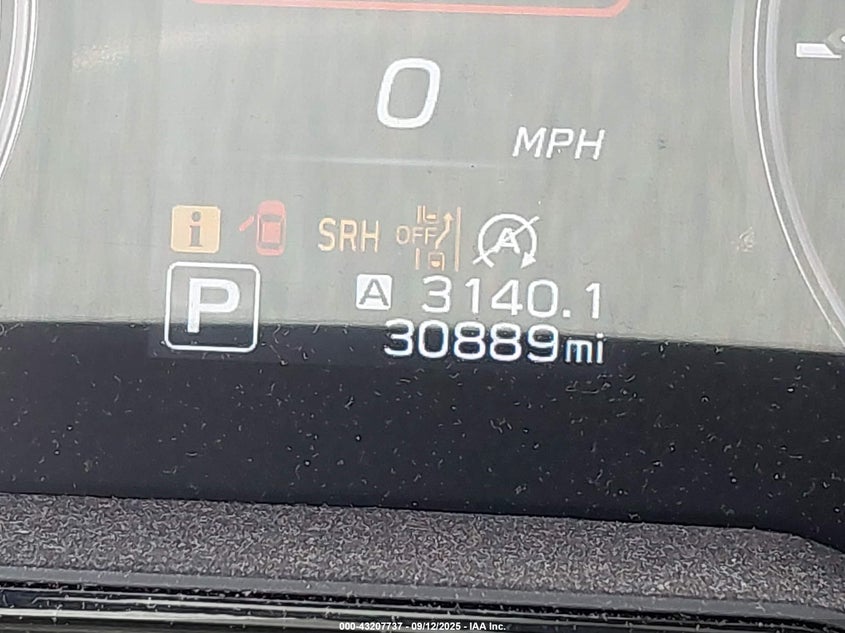 0
MPH
i SRH OFF A
P A 3140.1
30889mi
000-43207737 - 09/12/2025 - IAA Inc.